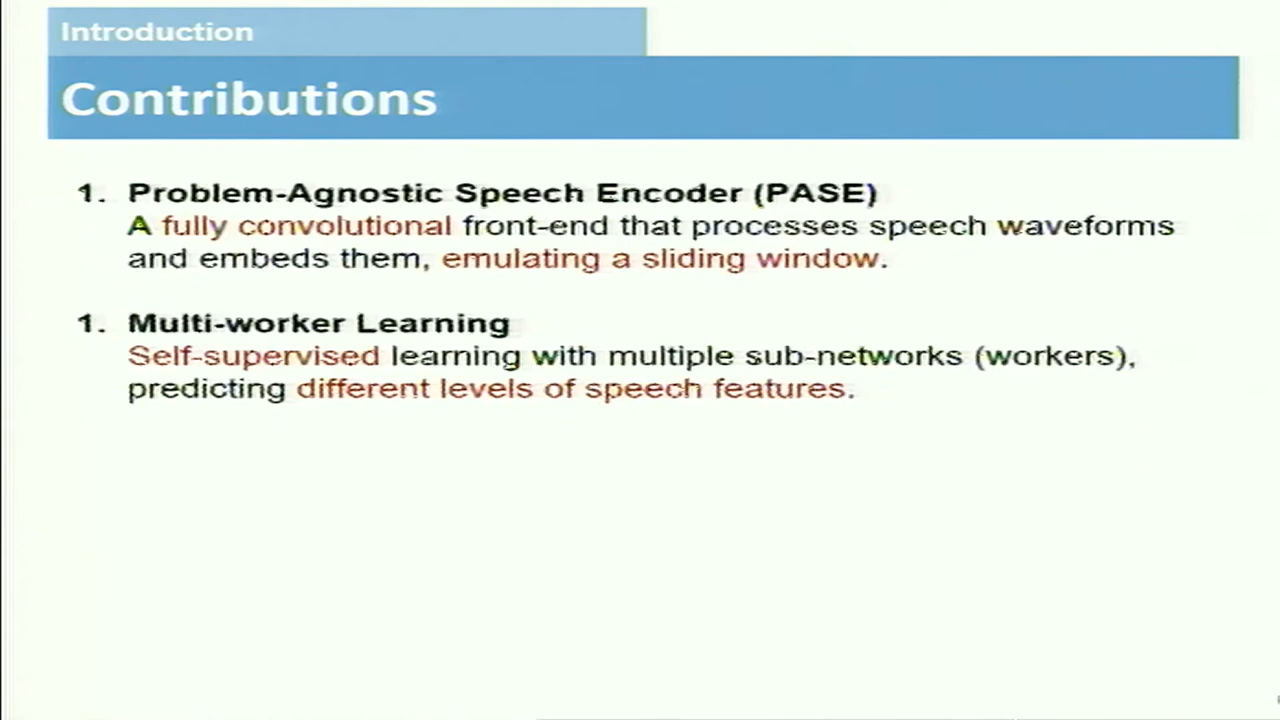 Introduction
Contributions
1. Problem-Agnostic Speech Encoder (PASE)
A fully convolutional front-end that processes speech waveforms
and embeds them, emulating a sliding window.
1. Multi-worker Learning
Self-supervised learning with multiple sub-networks (workers),
predicting different levels of speech features.